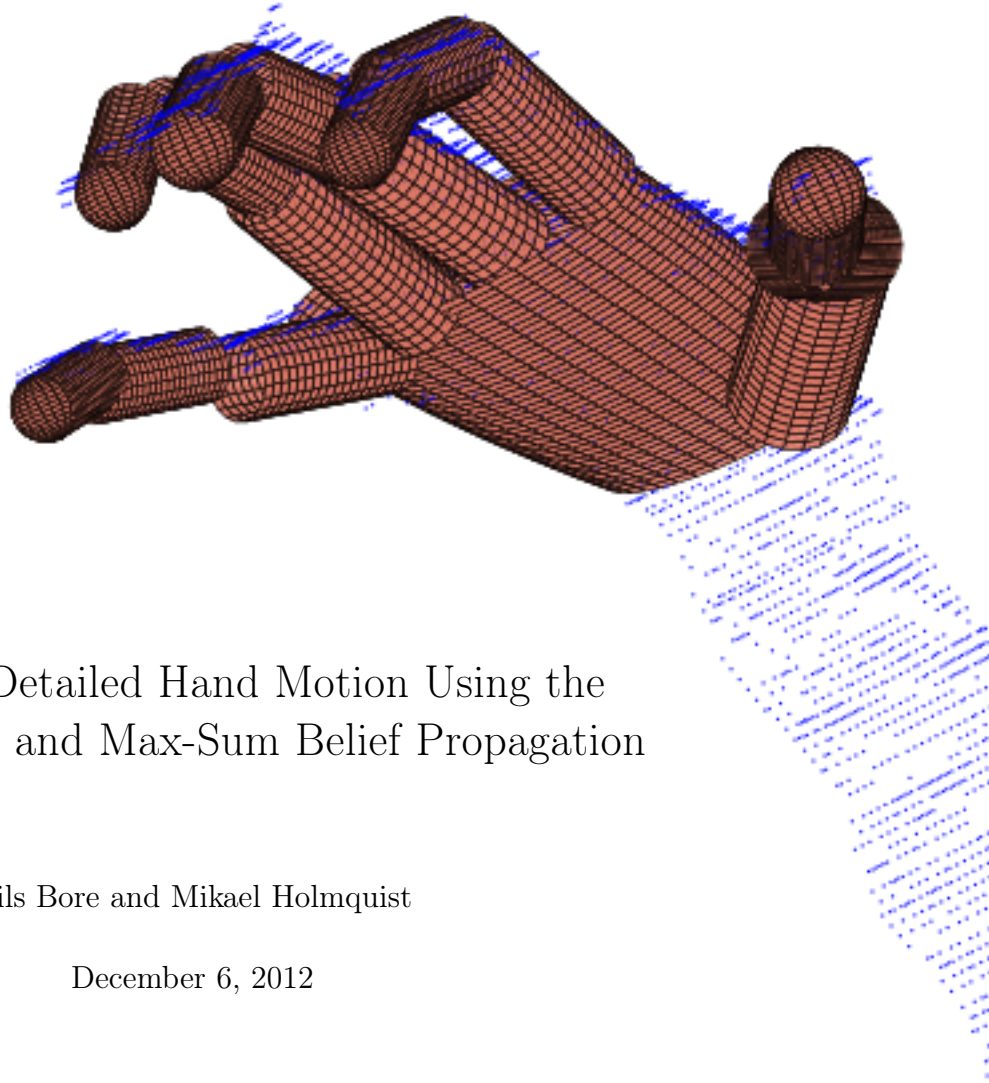 Detailed Hand Motion Using the
and Max-Sum Belief Propagation
ils Bore and Mikael Holmquist
December 6, 2012